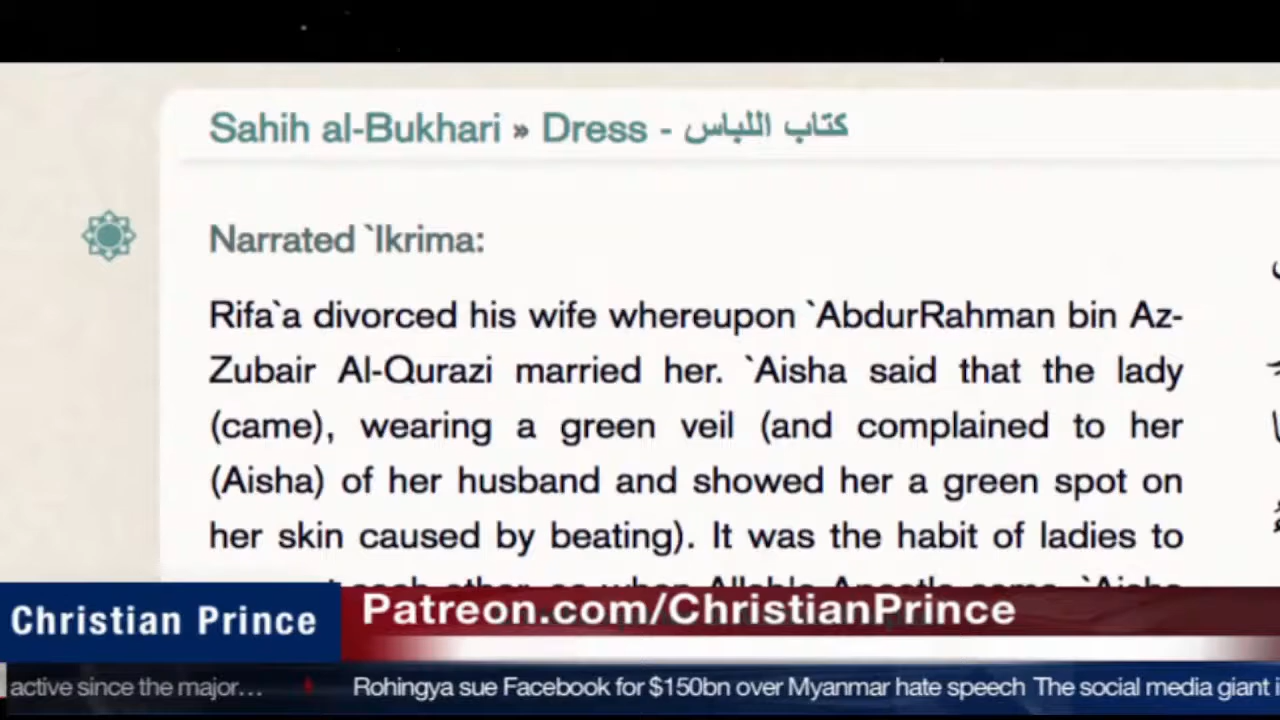 Sahih al-Bukhari » Dress - كتاب اللباس
Narrated `Ikrima:
Rifa`a divorced his wife whereupon `AbdurRahman bin Az-
Zubair Al-Qurazi married her. `Aisha said that the lady
(came), wearing a green veil (and complained to her
(Aisha) of her husband and showed her a green spot on
her skin caused by beating). It was the habit of ladies to
Christian Prince
Patreon.com/ChristianPrince
active since the major... Rohingya sue Facebook for $150bn over Myanmar hate speech The social media giant i